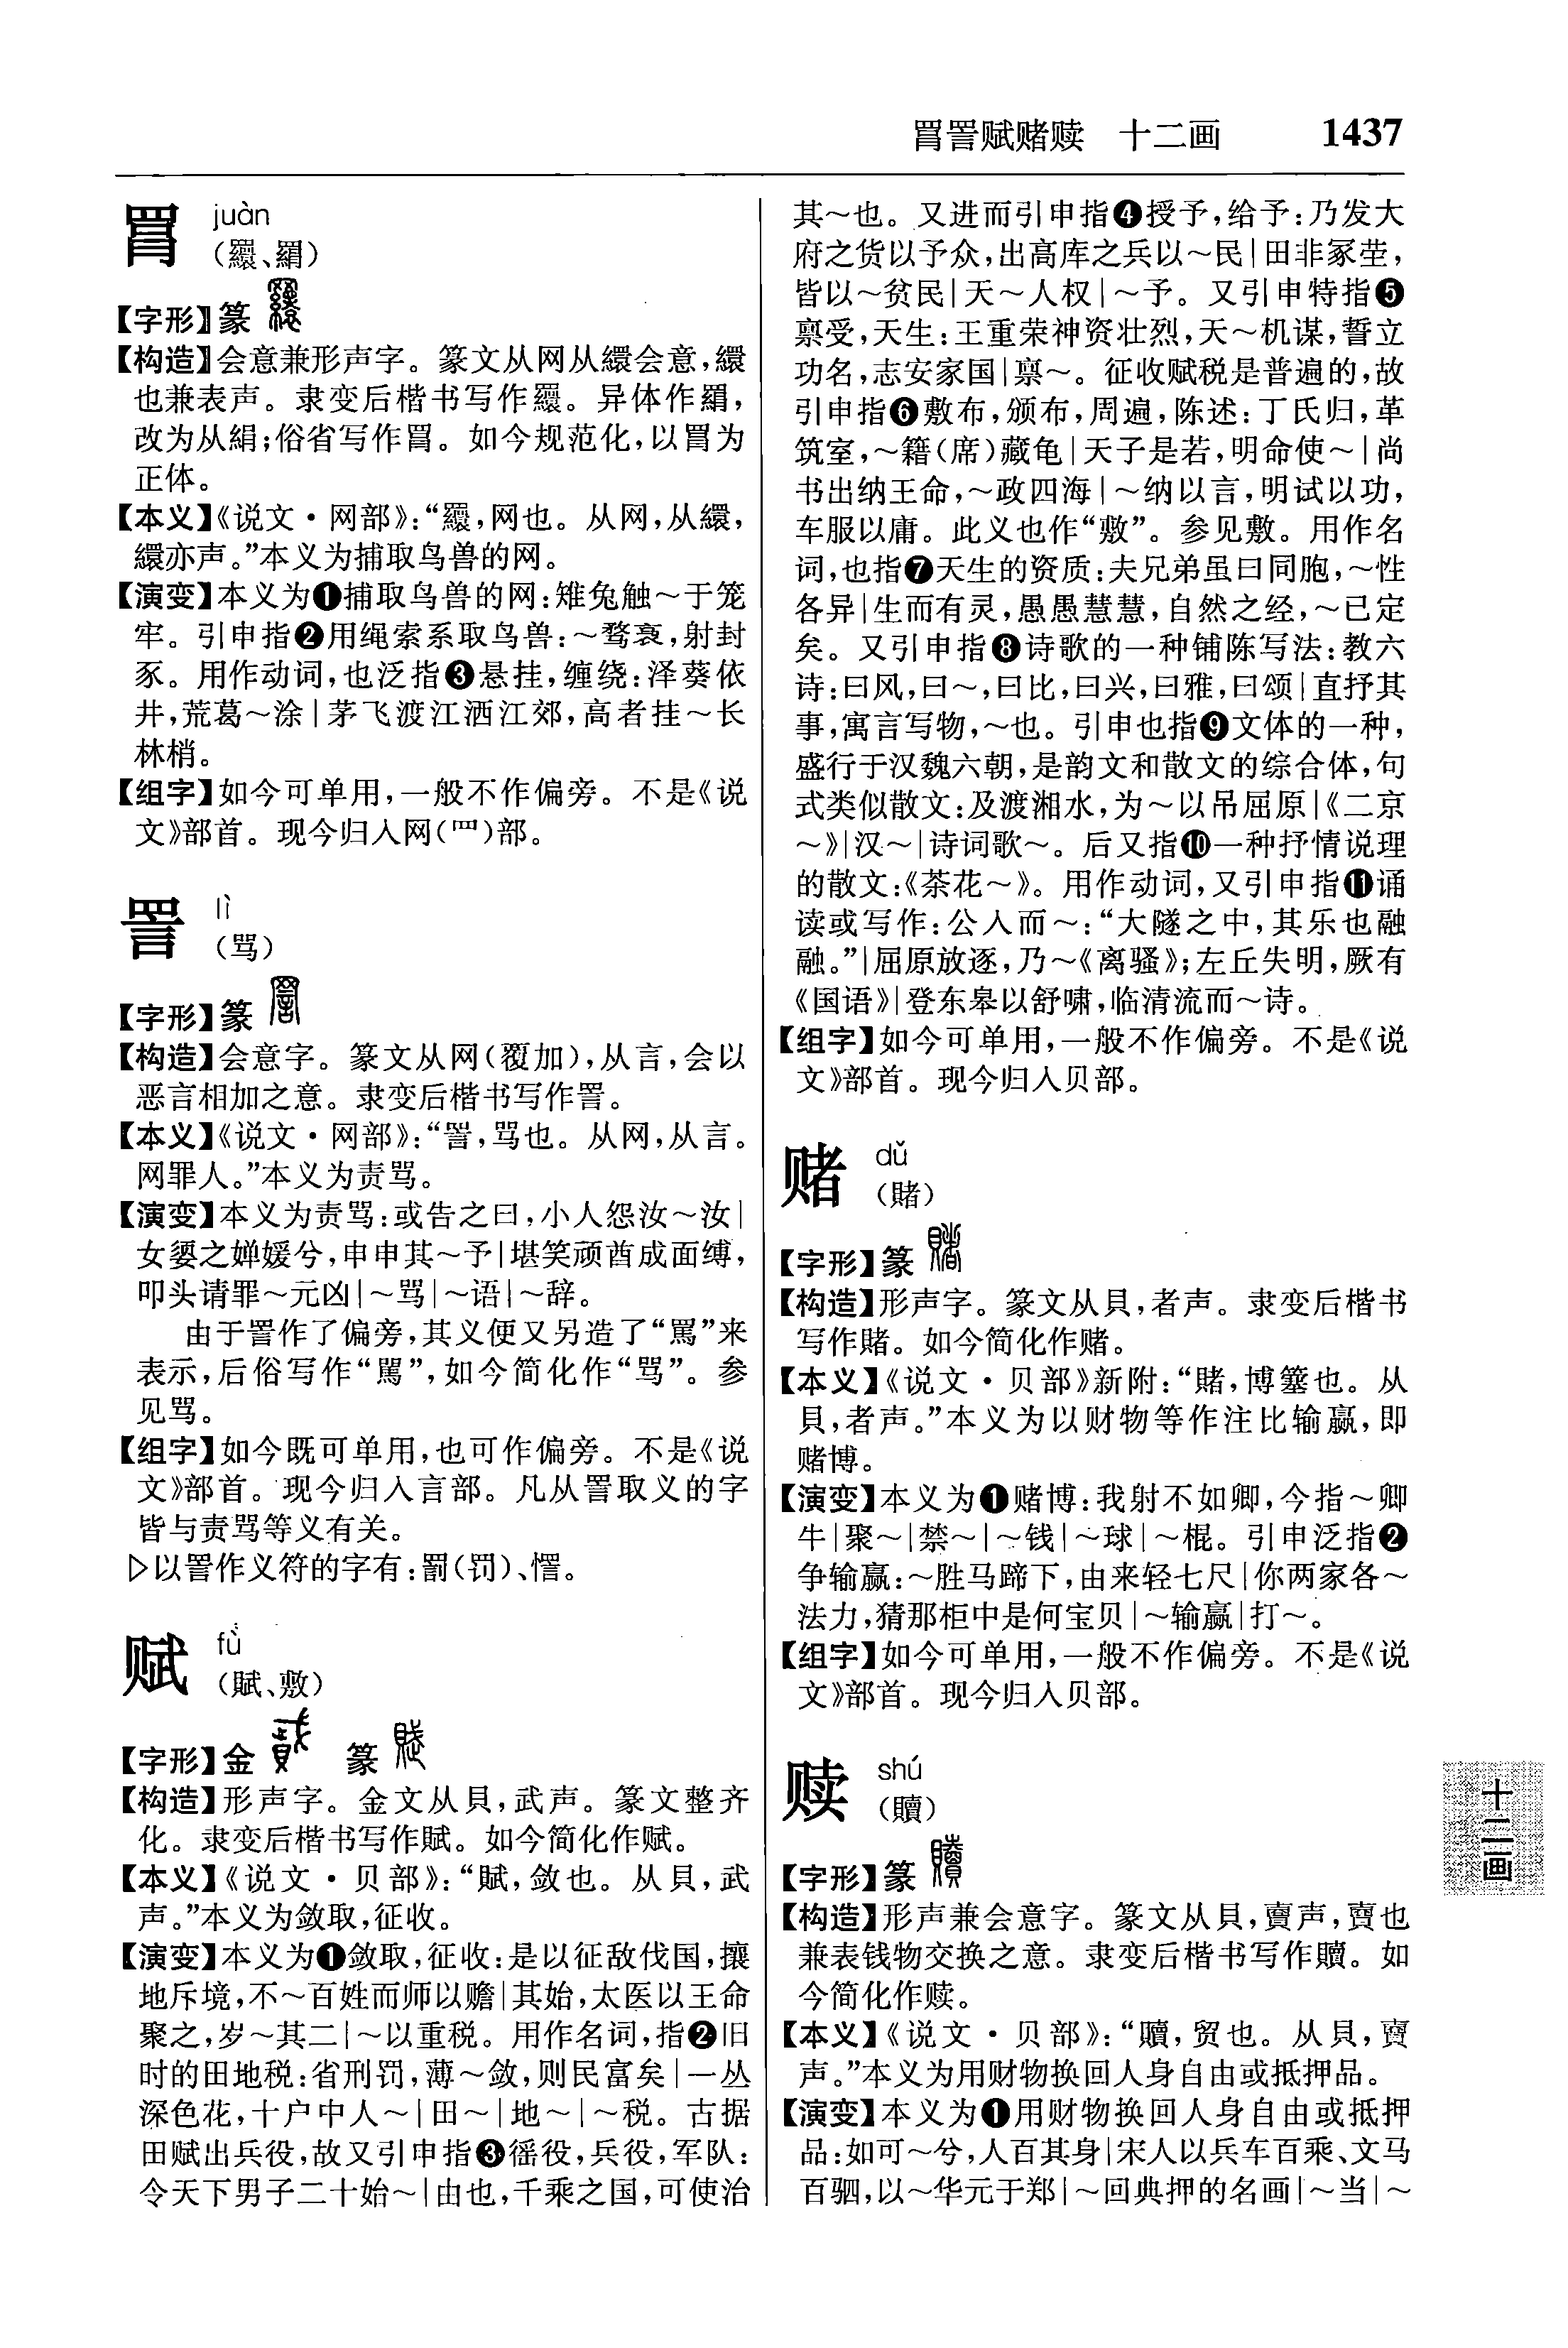 罥詈赋赌赎　十二画　1437
罥 juàn
（羂、䍻）
【字形】篆
【构造】会意兼形声字。篆文从网从繯会意，繯
也兼表声。隶变后楷书写作羂。异体作䍻，
改为从絹；俗省写作罥。如今规范化，以罥为
正体。
【本义】《说文·网部》：“羂，网也。从网，从繯，
繯亦声。”本义为捕取鸟兽的网。
【演变】本义为❶捕取鸟兽的网：雉兔触～于笼
牢。引申指❷用绳索系取鸟兽：～骛袅，射封
豕。用作动词，也泛指❸悬挂，缠绕：泽葵依
井，荒葛～涂｜茅飞渡江洒江郊，高者挂～长
林梢。
【组字】如今可单用，一般不作偏旁。不是《说
文》部首。现今归入网（罒）部。
詈 lì
（骂）
【字形】篆
【构造】会意字。篆文从网（覆加），从言，会以
恶言相加之意。隶变后楷书写作詈。
【本义】《说文·网部》：“詈，骂也。从网，从言。
网罪人。”本义为责骂。
【演变】本义为责骂：或告之曰，小人怨汝～汝｜
女媭之婵媛兮，申申其～予｜堪笑顽酋成面缚，
叩头请罪～元凶｜～骂｜～语｜～辞。
由于詈作了偏旁，其义便又另造了“罵”来
表示，后俗写作“駡”，如今简化作“骂”。参
见骂。
【组字】如今既可单用，也可作偏旁。不是《说
文》部首。现今归入言部。凡从詈取义的字
皆与责骂等义有关。
▷以詈作义符的字有：罰（罚）、㦒。
赋 fù
（賦、敷）
【字形】金　篆
【构造】形声字。金文从貝，武声。篆文整齐
化。隶变后楷书写作賦。如今简化作赋。
【本义】《说文·贝部》：“賦，敛也。从貝，武
声。”本义为敛取，征收。
【演变】本义为❶敛取，征收：是以征敌伐国，攘
地斥境，不～百姓而师以赡｜其始，太医以王命
聚之，岁～其二｜～以重税。用作名词，指❷旧
时的田地税：省刑罚，薄～敛，则民富矣｜一丛
深色花，十户中人～｜田～｜地～｜～税。古据
田赋出兵役，故又引申指❸徭役，兵役，军队：
令天下男子二十始～｜由也，千乘之国，可使治
其～也。又进而引申指❹授予，给予：乃发大
府之货以予众，出高库之兵以～民｜田非冢茔，
皆以～贫民｜天～人权｜～予。又引申特指❺
禀受，天生：王重荣神资壮烈，天～机谋，誓立
功名，志安家国｜禀～。征收赋税是普遍的，故
引申指❻敷布，颁布，周遍，陈述：丁氏归，革
筑室，～籍（席）藏龟｜天子是若，明命使～｜尚
书出纳王命，～政四海｜～纳以言，明试以功，
车服以庸。此义也作“敷”。参见敷。用作名
词，也指❼天生的资质：夫兄弟虽曰同胞，～性
各异｜生而有灵，愚愚慧慧，自然之经，～已定
矣。又引申指❽诗歌的一种铺陈写法：教六
诗：曰风，曰～，曰比，曰兴，曰雅，曰颂｜直抒其
事，寓言写物，～也。引申也指❾文体的一种，
盛行于汉魏六朝，是韵文和散文的综合体，句
式类似散文：及渡湘水，为～以吊屈原｜《二京
～》｜汉～｜诗词歌～。后又指❿一种抒情说理
的散文：《茶花～》。用作动词，又引申指⓫诵
读或写作：公入而～：“大隧之中，其乐也融
融。”｜屈原放逐，乃～《离骚》；左丘失明，厥有
《国语》｜登东皋以舒啸，临清流而～诗。
【组字】如今可单用，一般不作偏旁。不是《说
文》部首。现今归入贝部。
赌 dǔ
（賭）
【字形】篆
【构造】形声字。篆文从貝，者声。隶变后楷书
写作賭。如今简化作赌。
【本义】《说文·贝部》新附：“賭，博簺也。从
貝，者声。”本义为以财物等作注比输赢，即
赌博。
【演变】本义为❶赌博：我射不如卿，今指～卿
牛｜聚～｜禁～｜～钱｜～球｜～棍。引申泛指❷
争输赢：～胜马蹄下，由来轻七尺｜你两家各～
法力，猜那柜中是何宝贝｜～输赢｜打～。
【组字】如今可单用，一般不作偏旁。不是《说
文》部首。现今归入贝部。
赎 shú
（贖）
【字形】篆
【构造】形声兼会意字。篆文从貝，𧶠声，𧶠也
兼表钱物交换之意。隶变后楷书写作贖。如
今简化作赎。
【本义】《说文·贝部》：“贖，贸也。从貝，𧶠
声。”本义为用财物换回人身自由或抵押品。
【演变】本义为❶用财物换回人身自由或抵押
品：如可～兮，人百其身｜宋人以兵车百乘、文马
百驷，以～华元于郑｜～回典押的名画｜～当｜～
十二画